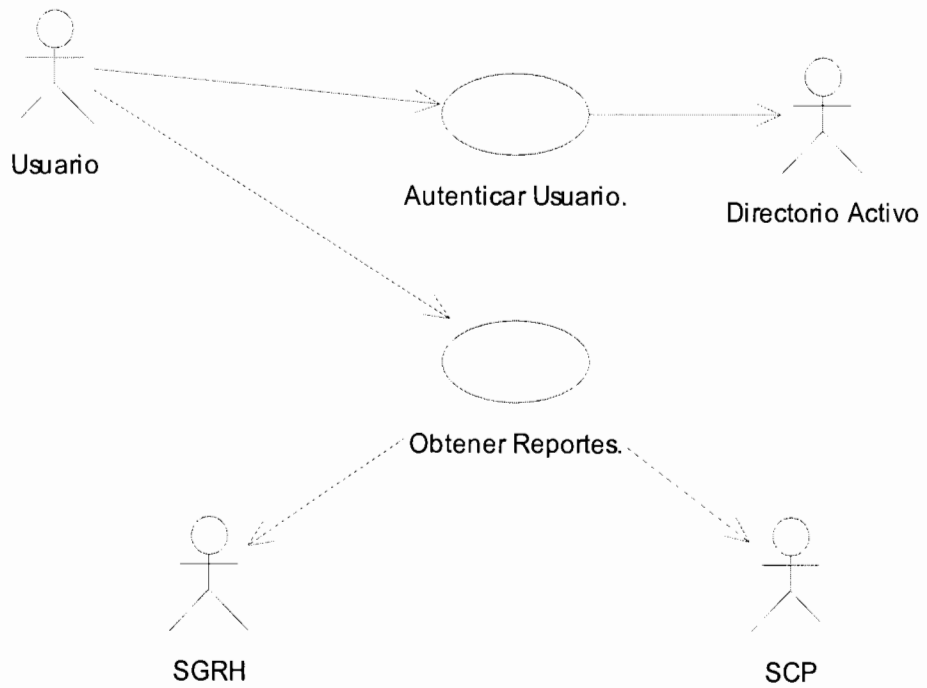 Usuario
Autenticar Usuario.
Directorio Activo
Obtener Reportes.
SGRH
SCP